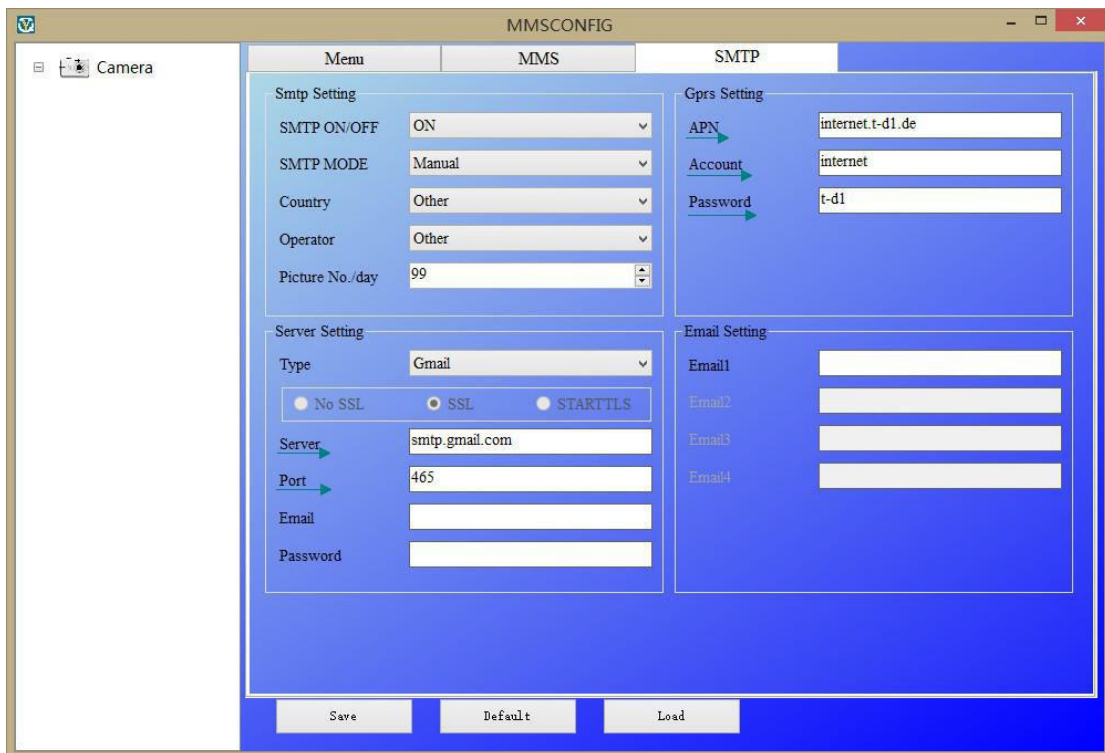 MMSCONFIG
Camera
Menu
MMS
SMTP
Smtp Setting
SMTP ON/OFF
ON
SMTP MODE
Manual
Country
Other
Operator
Other
Picture No./day
99
Gprs Setting
APN
internet.t-d1.de
Account
internet
Password
t-d1
Server Setting
Type
Gmail
No SSL
SSL
STARTTLS
Server
smtp.gmail.com
Port
465
Email
Password
Email Setting
Email1
Email2
Email3
Email4
Save
Default
Load